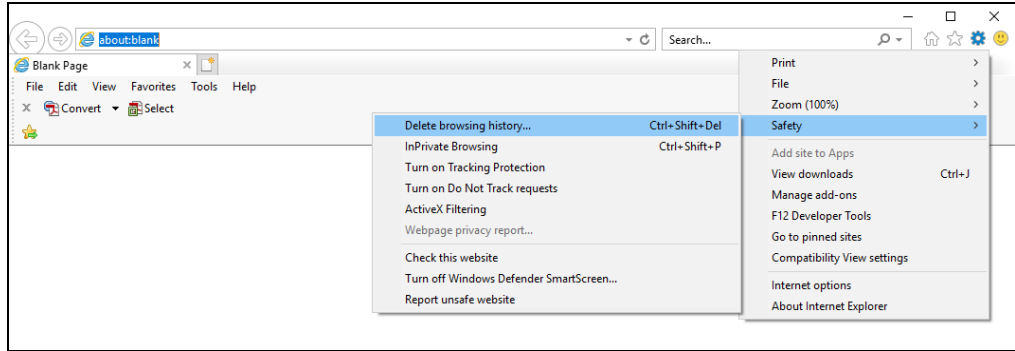 about:blank
Search...
Blank Page
File Edit View Favorites Tools Help
x Convert Select
Delete browsing history... Ctrl+Shift+Del
InPrivate Browsing Ctrl+Shift+P
Turn on Tracking Protection
Turn on Do Not Track requests
ActiveX Filtering
Webpage privacy report...
Check this website
Turn off Windows Defender SmartScreen...
Report unsafe website
Print
File
Zoom (100%)
Safety
Add site to Apps
View downloads Ctrl+J
Manage add-ons
F12 Developer Tools
Go to pinned sites
Compatibility View settings
Internet options
About Internet Explorer